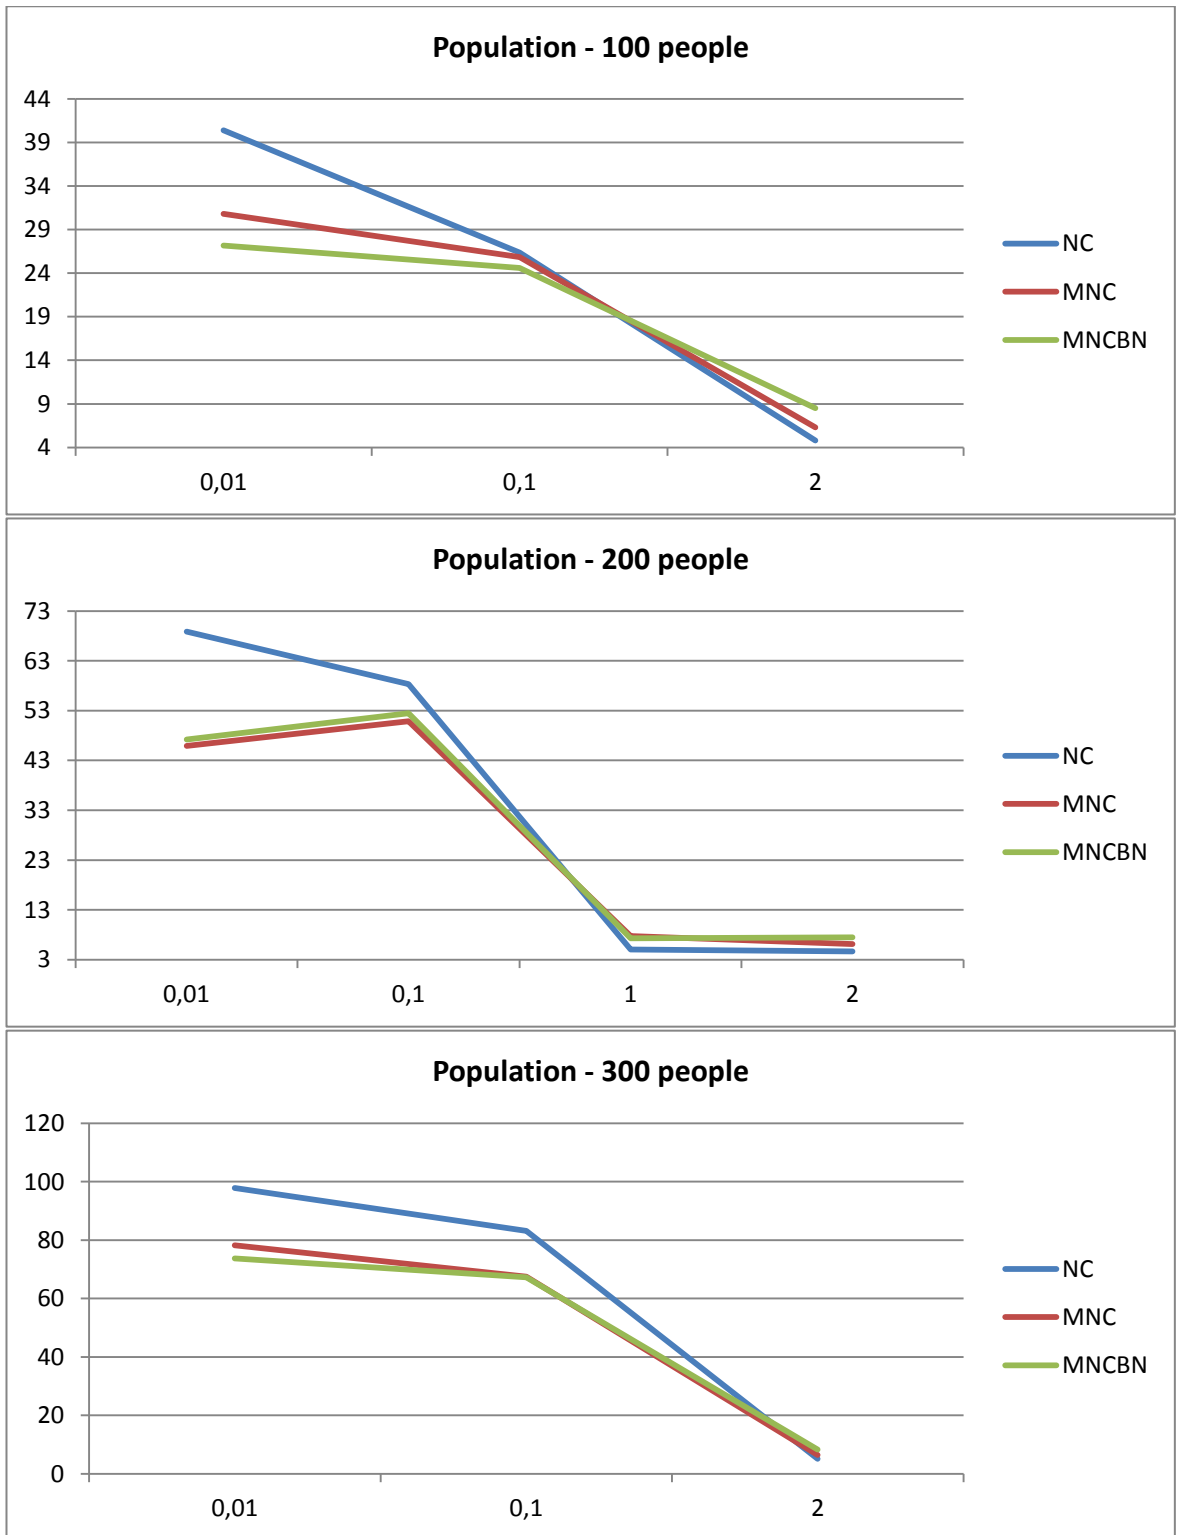 Population - 100 people
44
39
34
29
24
19
14
9
4
0,01 0,1 2
NC
MNC
MNCBN
Population - 200 people
73
63
53
43
33
23
13
3
0,01 0,1 1 2
NC
MNC
MNCBN
Population - 300 people
120
100
80
60
40
20
0
0,01 0,1 2
NC
MNC
MNCBN